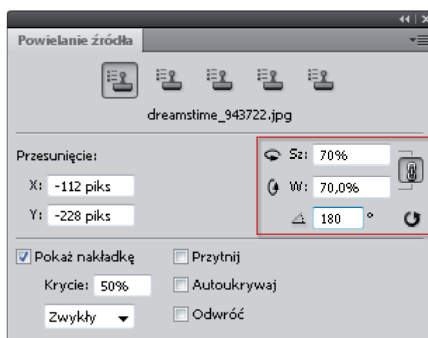 Powielanie źródła
dreamstime_943722.jpg
Przesunięcie:
X: -112 piks
Y: -228 piks
Sz: 70%
W: 70,0%
180 °
Pokaż nakładkę
Krycie: 50%
Zwykły
Przytnij
Autoukrywaj
Odwróć